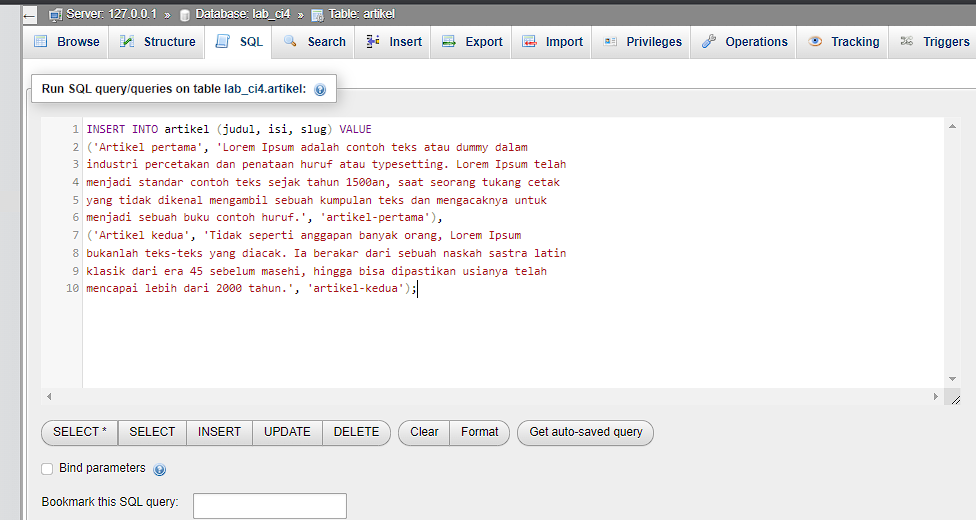 Server: 127.0.0.1 » Database: lab_ci4 » Table: artikel
Browse Structure SQL Search Insert Export Import Privileges Operations Tracking Triggers
Run SQL query/queries on table lab_ci4.artikel:
1 INSERT INTO artikel (judul, isi, slug) VALUE
2 ('Artikel pertama', 'Lorem Ipsum adalah contoh teks atau dummy dalam
3 industri percetakan dan penataan huruf atau typesetting. Lorem Ipsum telah
4 menjadi standar contoh teks sejak tahun 1500an, saat seorang tukang cetak
5 yang tidak dikenal mengambil sebuah kumpulan teks dan mengacaknya untuk
6 menjadi sebuah buku contoh huruf.', 'artikel-pertama'),
7 ('Artikel kedua', 'Tidak seperti anggapan banyak orang, Lorem Ipsum
8 bukanlah teks-teks yang diacak. Ia berakar dari sebuah naskah sastra latin
9 klasik dari era 45 sebelum masehi, hingga bisa dipastikan usianya telah
10 mencapai lebih dari 2000 tahun.', 'artikel-kedua');
SELECT * SELECT INSERT UPDATE DELETE Clear Format Get auto-saved query
Bind parameters
Bookmark this SQL query: